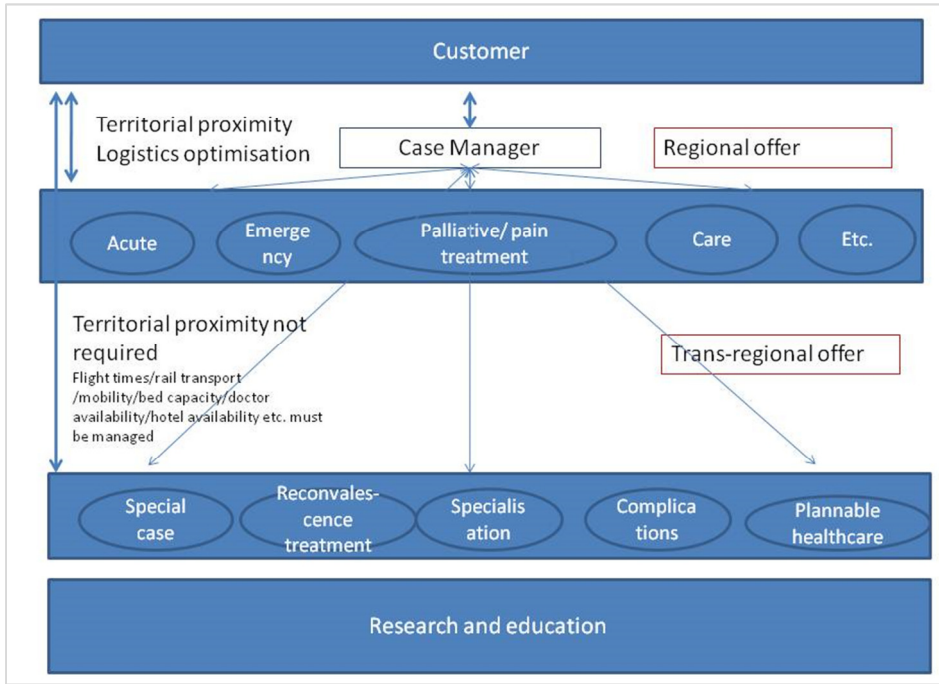 Customer
Territorial proximity
Logistics optimisation
Case Manager
Regional offer
Acute
Emerge
ncy
Palliative/ pain
treatment
Care
Etc.
Territorial proximity not
required
Flight times/rail transport
/mobility/bed capacity/doctor
availability/hotel availability etc. must
be managed
Trans-regional offer
Special
case
Reconvales-
cence
treatment
Specialis
ation
Complica
tions
Plannable
healthcare
Research and education